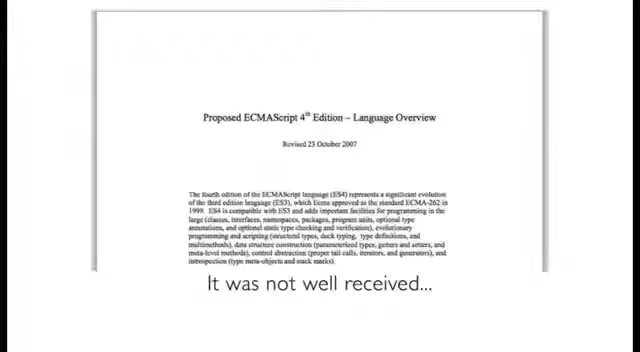 Proposed ECMAScript 4th Edition – Language Overview
Revised 23 October 2007
The fourth edition of the ECMAScript language (ES4) represents a significant evolution
of the third edition language (ES3), which Ecma approved as the standard ECMA-262 in
1999. ES4 is compatible with ES3 and adds important facilities for programming in the
large (classes, interfaces, namespaces, packages, program units, optional type
annotations, and optional static type checking and verification), evolutionary
programming and scripting (structural types, duck typing, type definitions, and
multimethods), data structure construction (parameterized types, getters and setters, and
meta-level methods), control abstraction (proper tail calls, iterators, and generators), and
introspection (type meta-objects and stack marks).
It was not well received...